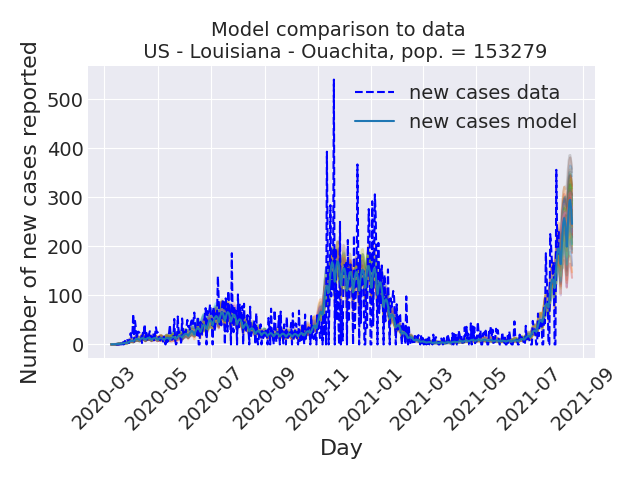 Model comparison to data
US - Louisiana - Ouachita, pop. = 153279
Number of new cases reported
500
400
300
200
100
0
new cases data
new cases model
2020-03
2020-05
2020-07
2020-09
2020-11
2021-01
2021-03
2021-05
2021-07
2021-09
Day